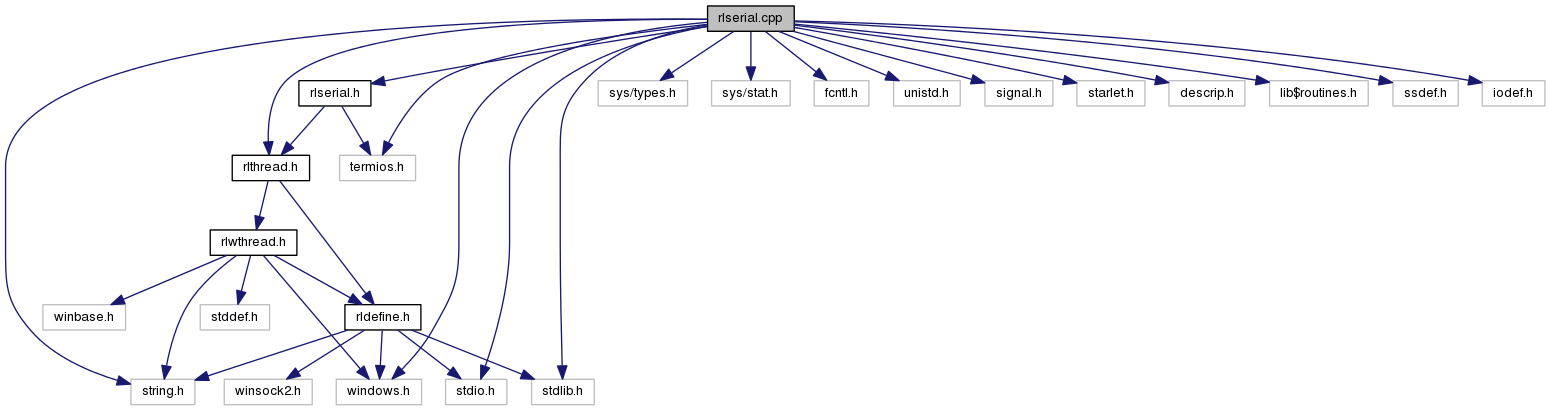 rlserial.cpp
rlserial.h
sys/types.h
sys/stat.h
fcntl.h
unistd.h
signal.h
starlet.h
descrip.h
lib$routines.h
ssdef.h
iodef.h
rlthread.h
termios.h
rlwthread.h
winbase.h
stddef.h
rldefine.h
string.h
winsock2.h
windows.h
stdio.h
stdlib.h